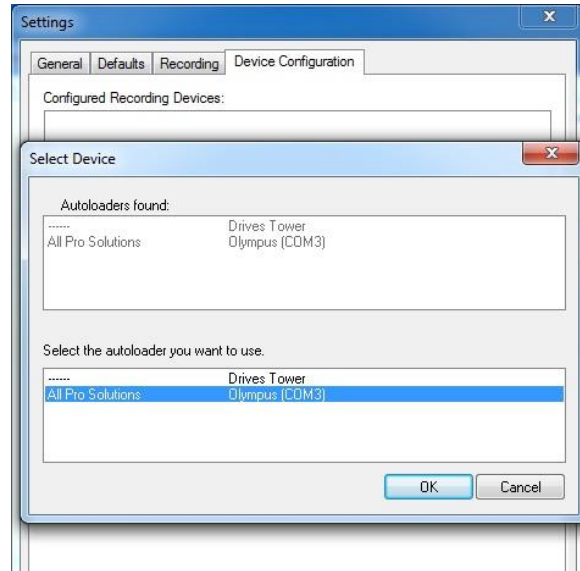 Settings
General Defaults Recording Device Configuration
Configured Recording Devices:
Select Device
Autoloaders found:
------ Drives Tower
All Pro Solutions Olympus (COM3)
Select the autoloader you want to use.
------ Drives Tower
All Pro Solutions Olympus (COM3)
OK Cancel